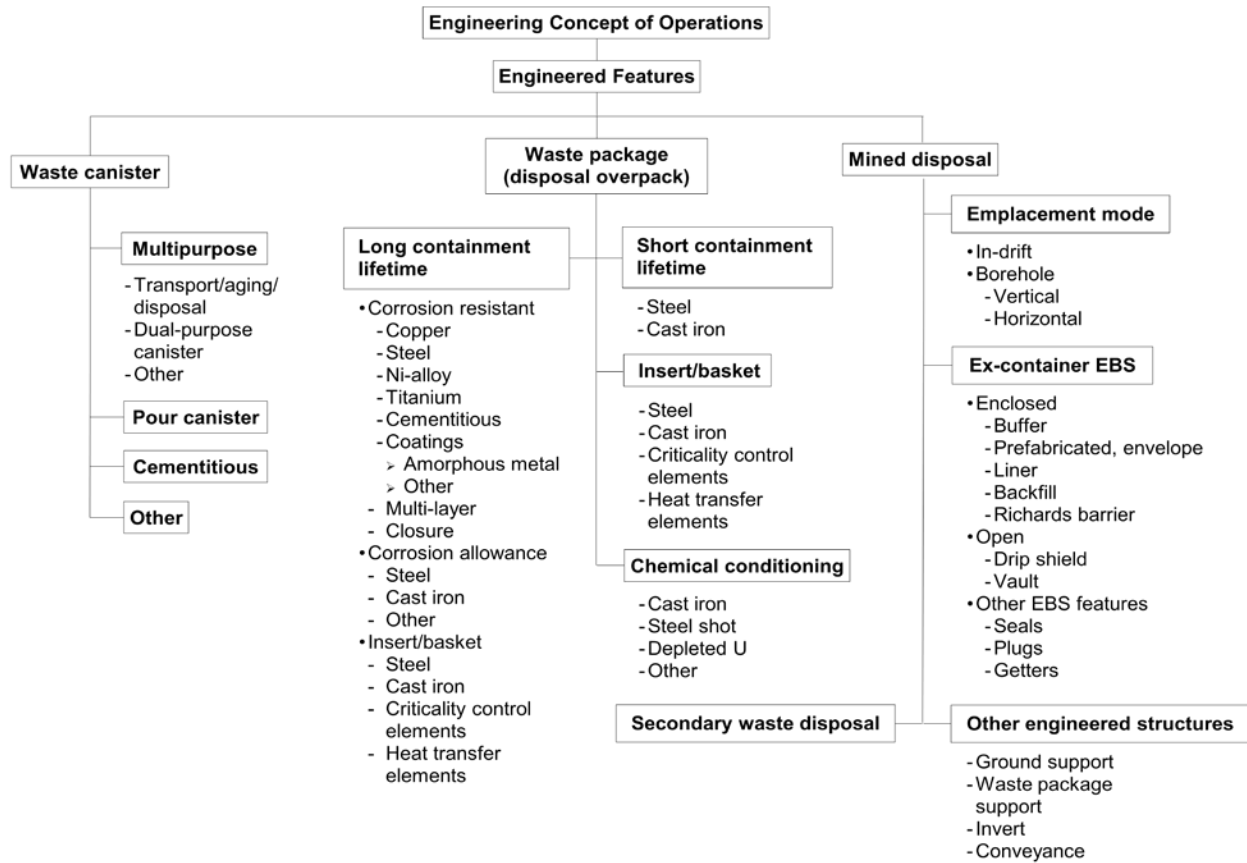 Engineering Concept of Operations
Engineered Features
Waste canister
Multipurpose
-Transport/aging/
disposal
-Dual-purpose
canister
-Other
Pour canister
Cementitious
Other
Waste package
(disposal overpack)
Long containment
lifetime
•Corrosion resistant
-Copper
-Steel
-Ni-alloy
-Titanium
-Cementitious
-Coatings
➢ Amorphous metal
➢ Other
- Multi-layer
- Closure
•Corrosion allowance
- Steel
- Cast iron
- Other
•Insert/basket
- Steel
- Cast iron
- Criticality control
elements
- Heat transfer
elements
Short containment
lifetime
-Steel
-Cast iron
Insert/basket
-Steel
-Cast iron
-Criticality control
elements
-Heat transfer
elements
Chemical conditioning
-Cast iron
-Steel shot
-Depleted U
-Other
Mined disposal
Emplacement mode
•In-drift
•Borehole
-Vertical
-Horizontal
Ex-container EBS
•Enclosed
-Buffer
-Prefabricated, envelope
-Liner
-Backfill
-Richards barrier
•Open
-Drip shield
-Vault
•Other EBS features
-Seals
-Plugs
-Getters
Secondary waste disposal
Other engineered structures
-Ground support
-Waste package
support
-Invert
-Conveyance